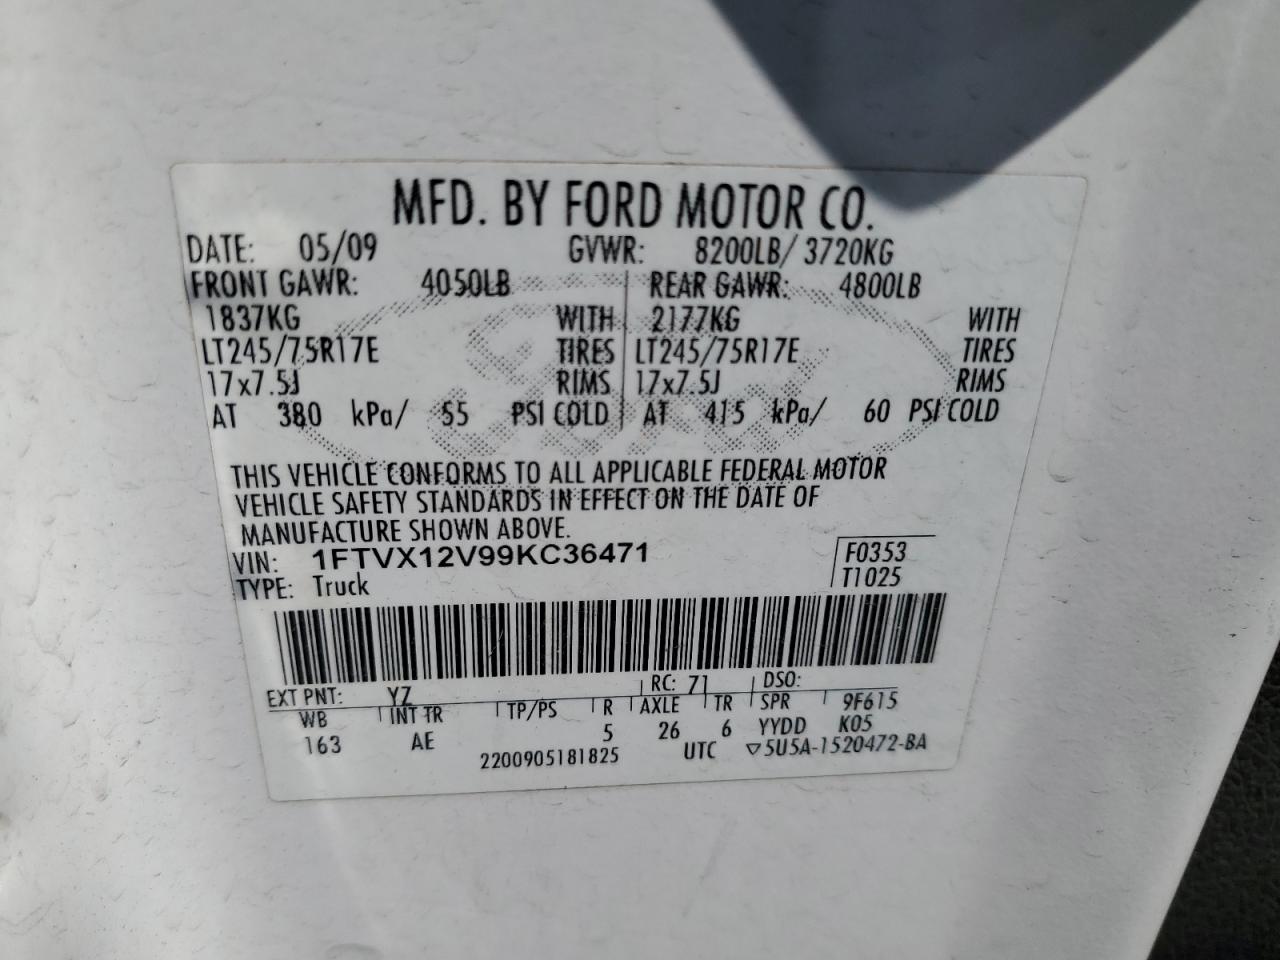 MFD. BY FORD MOTOR CO.
DATE: 05/09 GVWR: 8200LB/ 3720KG
FRONT GAWR: 4050LB REAR GAWR: 4800LB
1837KG WITH 2177KG WITH
LT245/75R17E TIRES LT245/75R17E TIRES
17x7.5J RIMS 17x7.5J RIMS
AT 380 kPa/ 55 PSI COLD AT 415 kPa/ 60 PSI COLD
Ford
THIS VEHICLE CONFORMS TO ALL APPLICABLE FEDERAL MOTOR
VEHICLE SAFETY STANDARDS IN EFFECT ON THE DATE OF
MANUFACTURE SHOWN ABOVE.
VIN: 1FTVX12V99KC36471 F0353
TYPE: Truck T1025
EXT PNT: YZ RC: 71 DSO:
WB INT TR TP/PS R AXLE TR SPR 9F615
163 AE 5 26 6 YYDD K05
2200905181825 UTC ▽5U5A-1520472-BA